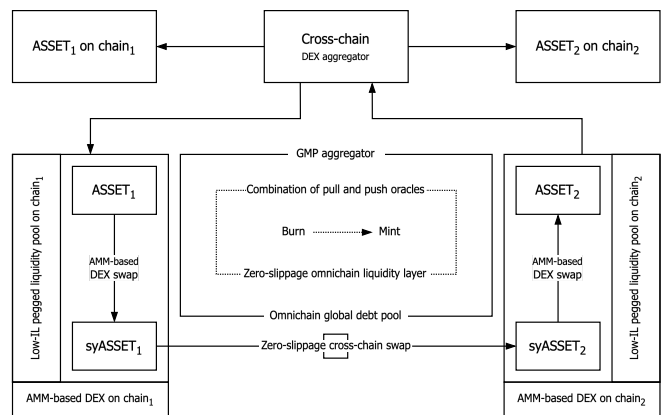 ASSET₁ on chain₁
Cross-chain
DEX aggregator
ASSET₂ on chain₂
Low-IL pegged liquidity pool on chain₁
ASSET₁
AMM-based
DEX swap
syASSET₁
AMM-based DEX on chain₁
GMP aggregator
Combination of pull and push oracles
Burn
Mint
Zero-slippage omnichain liquidity layer
Omnichain global debt pool
Zero-slippage cross-chain swap
ASSET₂
AMM-based
DEX swap
syASSET₂
Low-IL pegged liquidity pool on chain₂
AMM-based DEX on chain₂